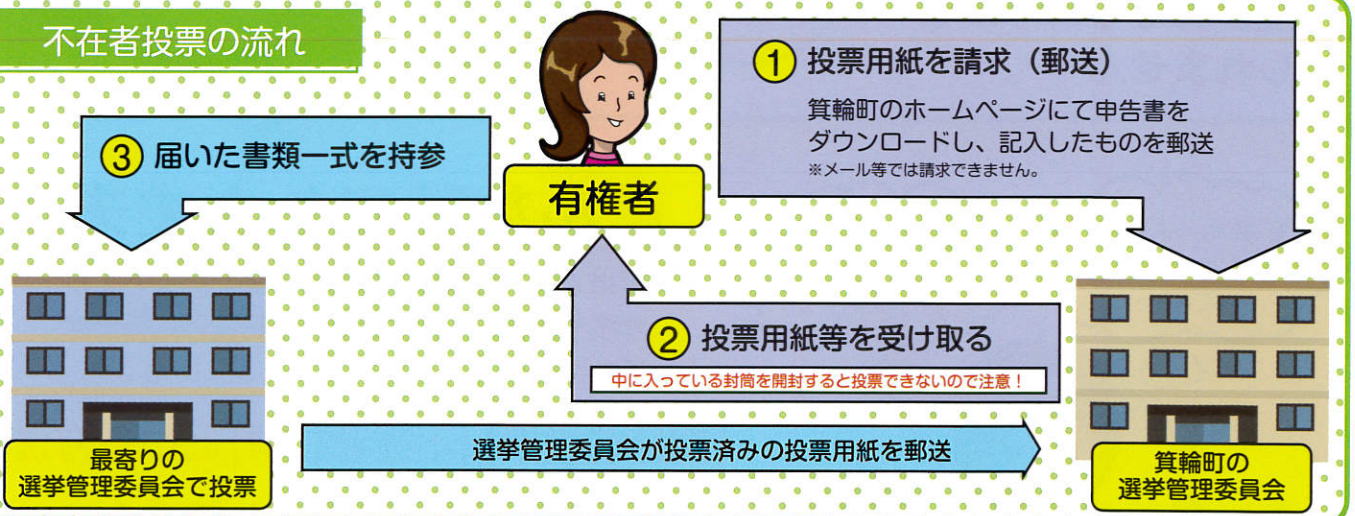 不在者投票の流れ
① 投票用紙を請求（郵送）
箕輪町のホームページにて申告書を
ダウンロードし、記入したものを郵送
※メール等では請求できません。
有権者
② 投票用紙等を受け取る
中に入っている封筒を開封すると投票できないので注意！
③ 届いた書類一式を持参
最寄りの
選挙管理委員会で投票
選挙管理委員会が投票済みの投票用紙を郵送
箕輪町の
選挙管理委員会